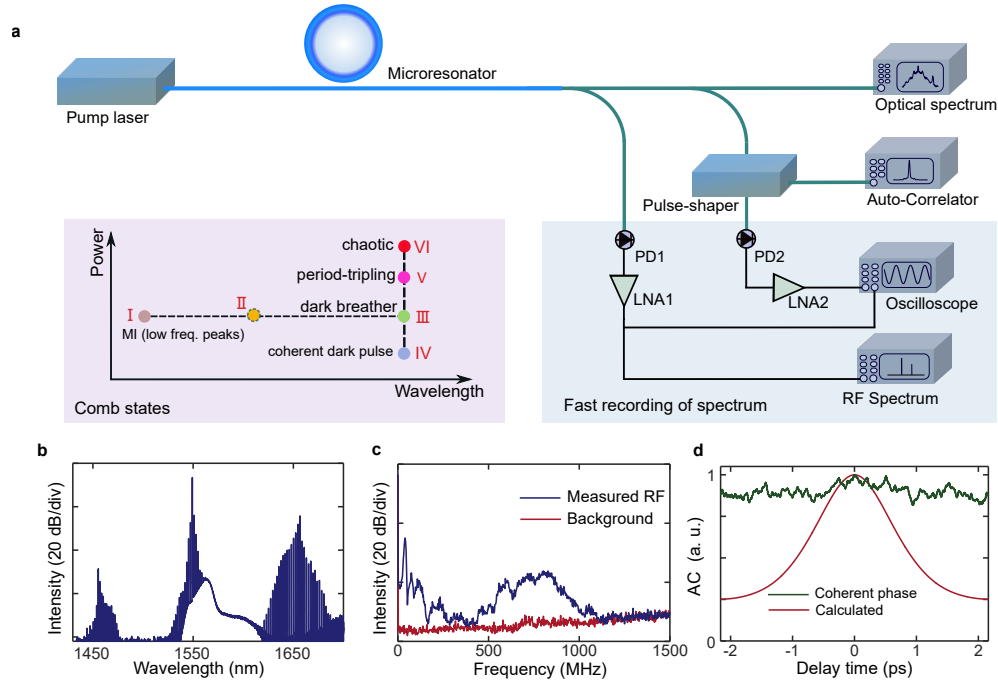 a
Microresonator
Pump laser
Optical spectrum
Pulse-shaper
Auto-Correlator
PD1
PD2
LNA1
LNA2
Oscilloscope
RF Spectrum
Fast recording of spectrum
Power
chaotic
VI
period-tripling
V
dark breather
III
I
II
MI (low freq. peaks)
coherent dark pulse
IV
Wavelength
Comb states
b
Intensity (20 dB/div)
1450
1550
1650
Wavelength (nm)
c
Intensity (20 dB/div)
Measured RF
Background
0
500
1000
1500
Frequency (MHz)
d
AC (a. u.)
1
0
Coherent phase
Calculated
-2
-1
0
1
2
Delay time (ps)